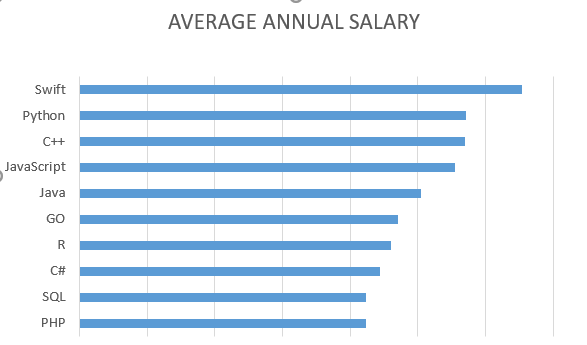 AVERAGE ANNUAL SALARY
Swift
Python
C++
JavaScript
Java
GO
R
C#
SQL
PHP